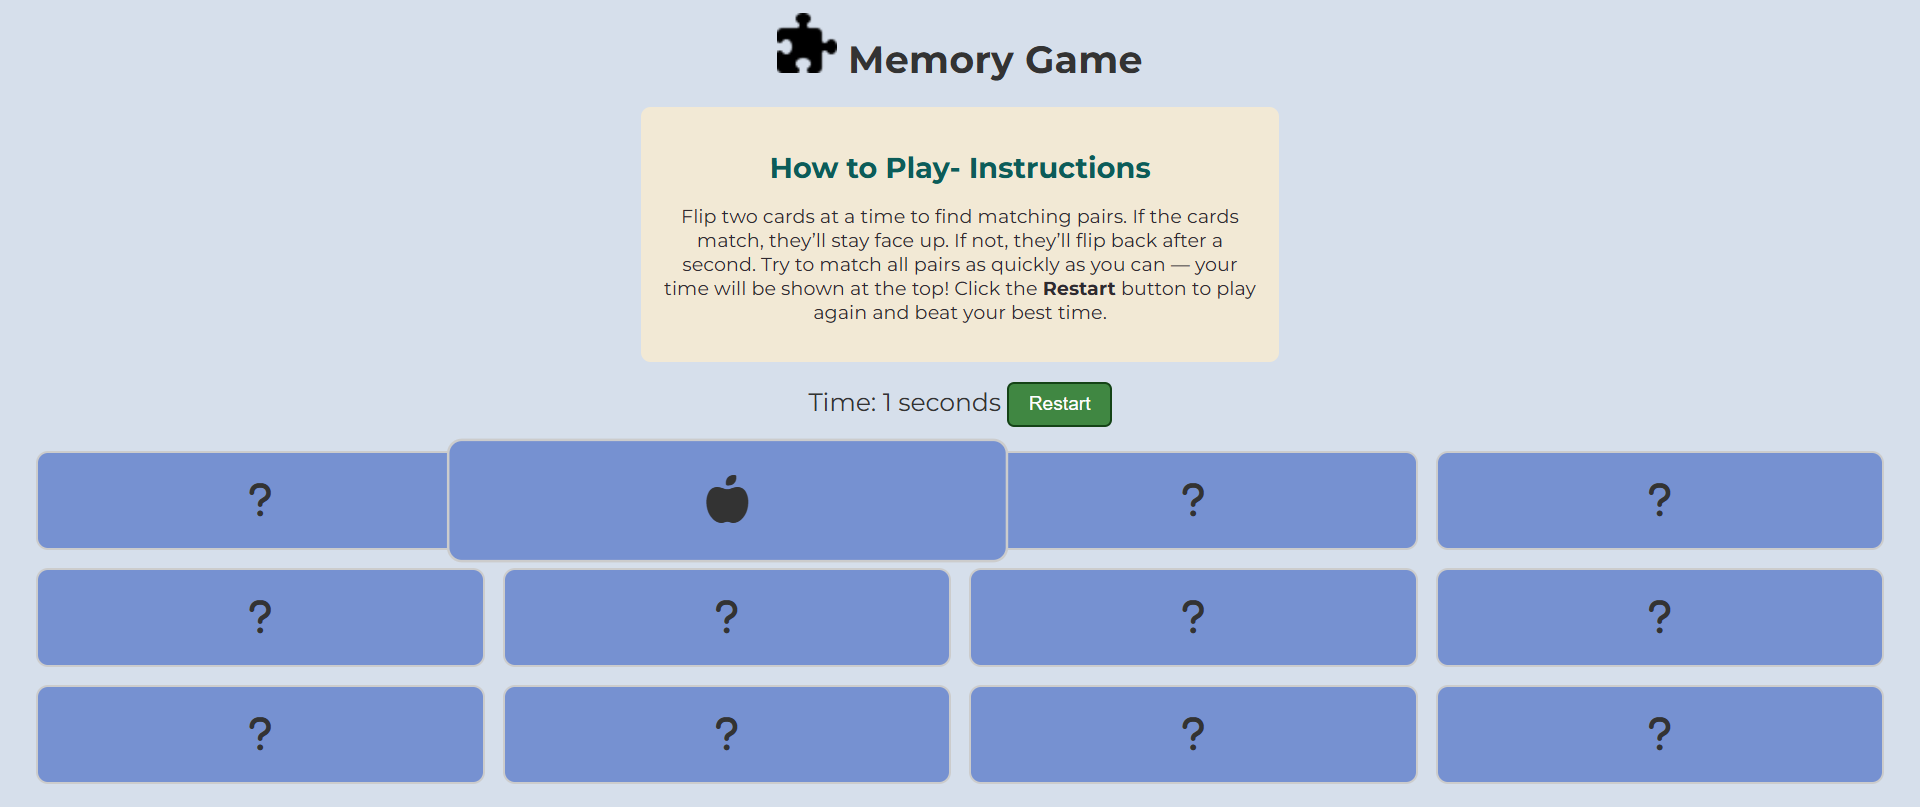 Memory Game
How to Play- Instructions
Flip two cards at a time to find matching pairs. If the cards
match, they’ll stay face up. If not, they’ll flip back after a
second. Try to match all pairs as quickly as you can — your
time will be shown at the top! Click the Restart button to play
again and beat your best time.
Time: 1 seconds Restart
? ? ?
? ? ? ?
? ? ? ?